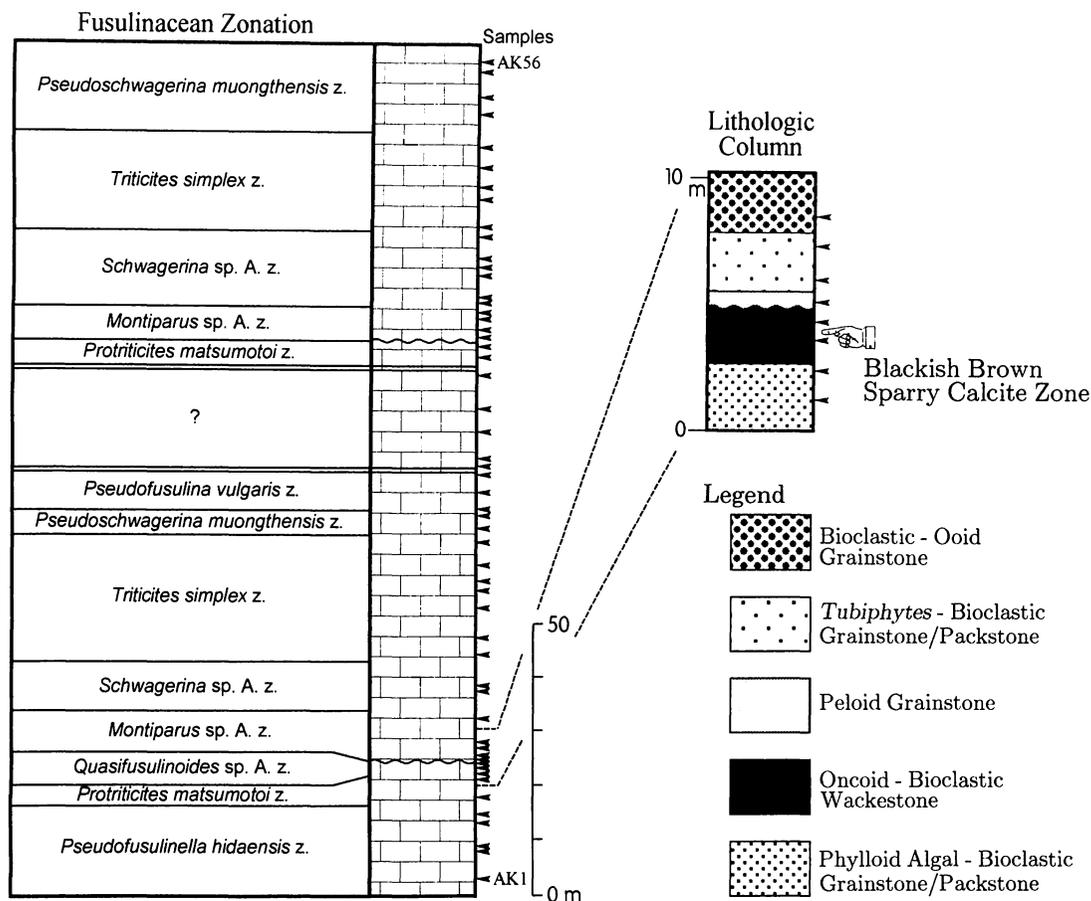 Fusulinacean Zonation
Samples
AK56
Pseudoschwagerina muongthensis z.
Triticites simplex z.
Schwagerina sp. A. z.
Montiparus sp. A. z.
Protriticites matsumotoi z.
?
Pseudofusulina vulgaris z.
Pseudoschwagerina muongthensis z.
Triticites simplex z.
Schwagerina sp. A. z.
Montiparus sp. A. z.
Quasifusulinoides sp. A. z.
Protriticites matsumotoi z.
Pseudofusulinella hidaensis z.
AK1
50
0 m
Lithologic
Column
10
m
0
Blackish Brown
Sparry Calcite Zone
Legend
Bioclastic - Ooid
Grainstone
Tubiphytes - Bioclastic
Grainstone/Packstone
Peloid Grainstone
Oncoid - Bioclastic
Wackestone
Phylloid Algal - Bioclastic
Grainstone/Packstone